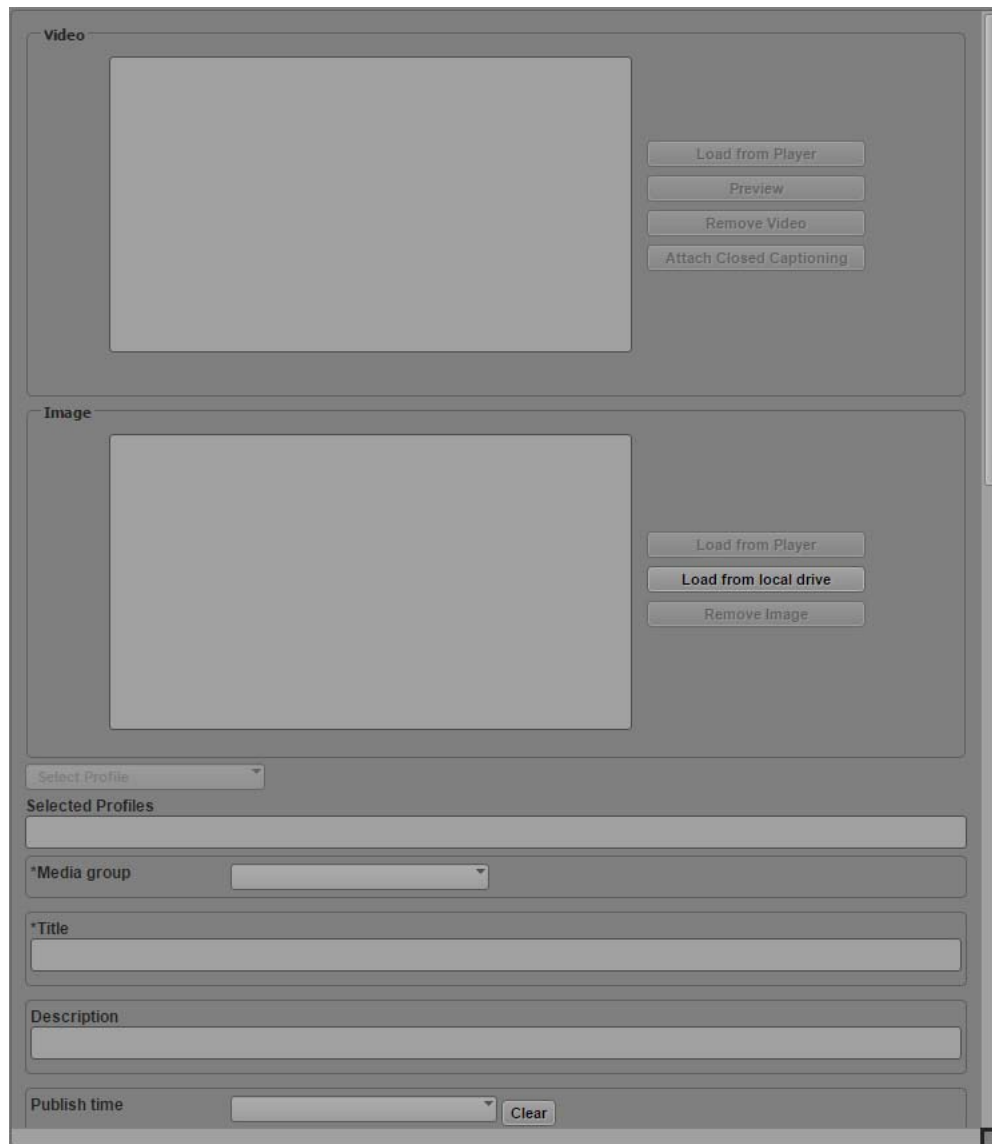 Video
Load from Player
Preview
Remove Video
Attach Closed Captioning
Image
Load from Player
Load from local drive
Remove Image
Select Profile
Selected Profiles
*Media group
*Title
Description
Publish time
Clear